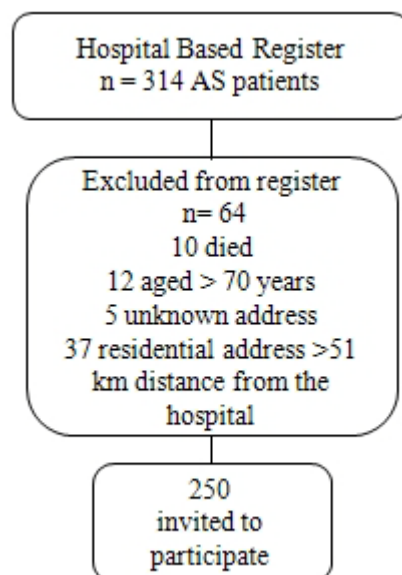 Hospital Based Register
n = 314 AS patients
Excluded from register
n= 64
10 died
12 aged > 70 years
5 unknown address
37 residential address >51
km distance from the
hospital
250
invited to
participate